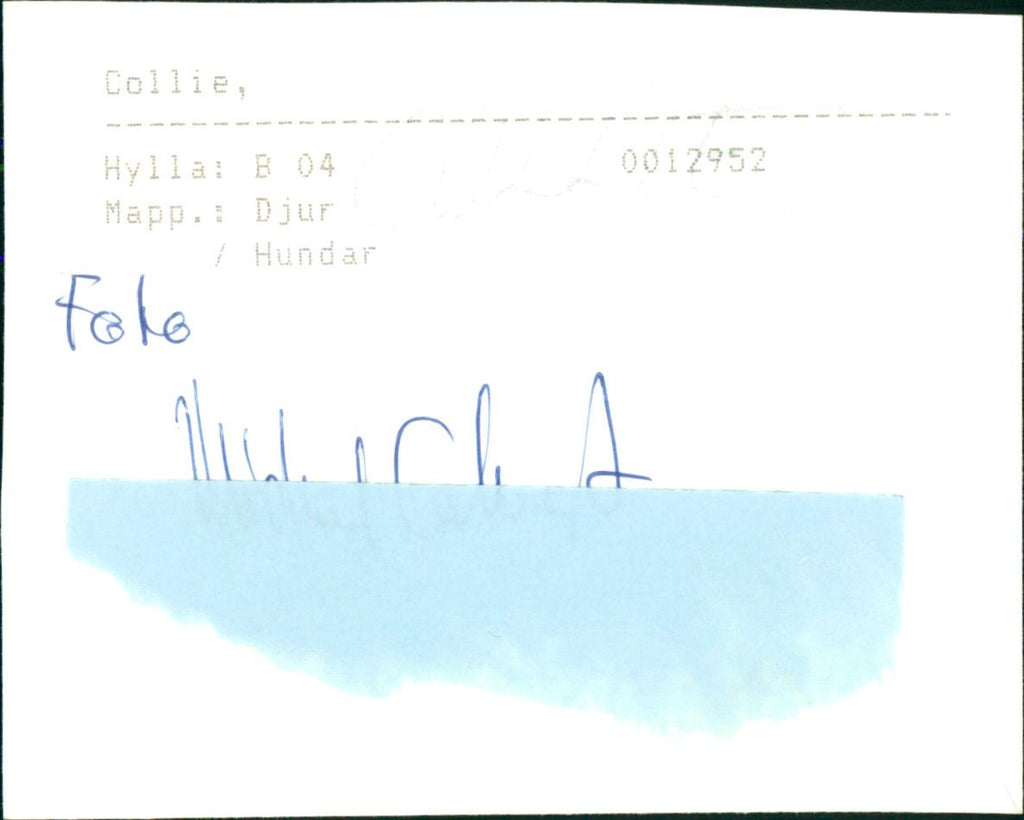 Collie,
Hylla: B 04 0012952
Mapp.: Djur
/ Hundar
Foto